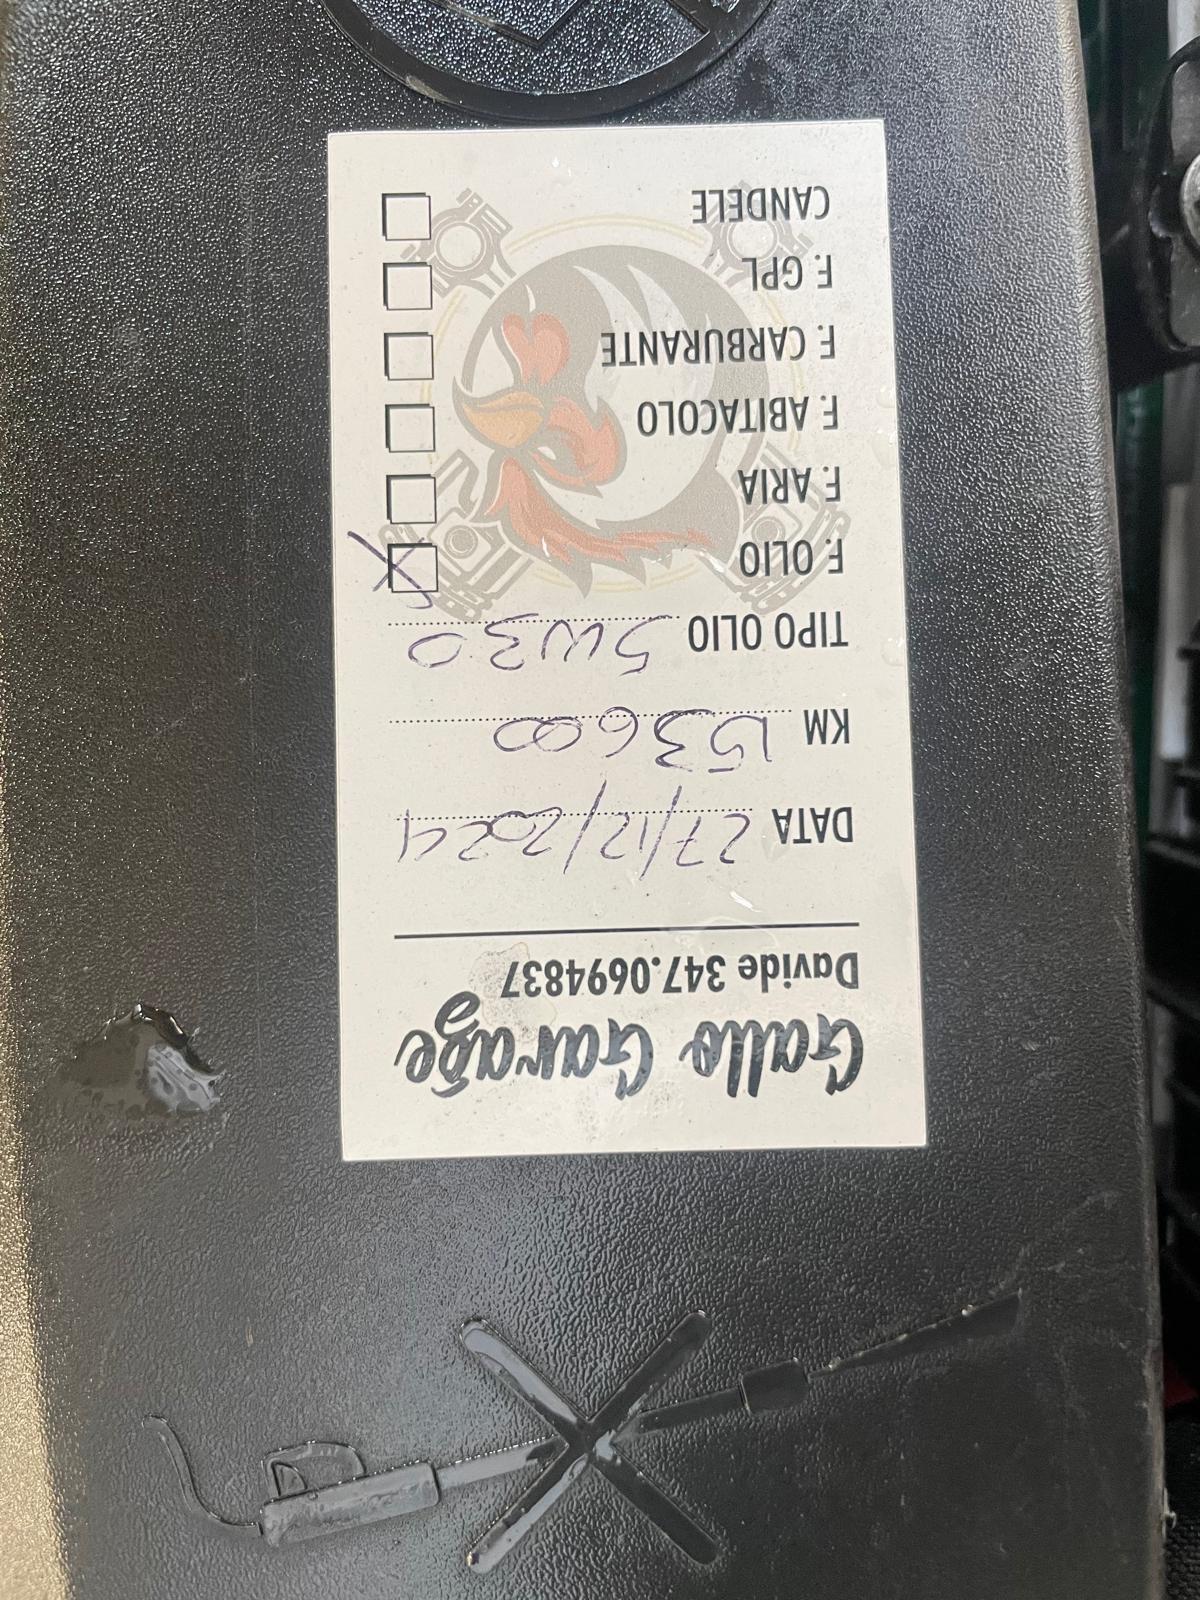 Gallo Garage
Davide 347.0694837
DATA 27/12/2024
KM 153600
TIPO OLIO 5W30
F. OLIO
F. ARIA
F. ABITACOLO
F. CARBURANTE
F. GPL
CANDELE